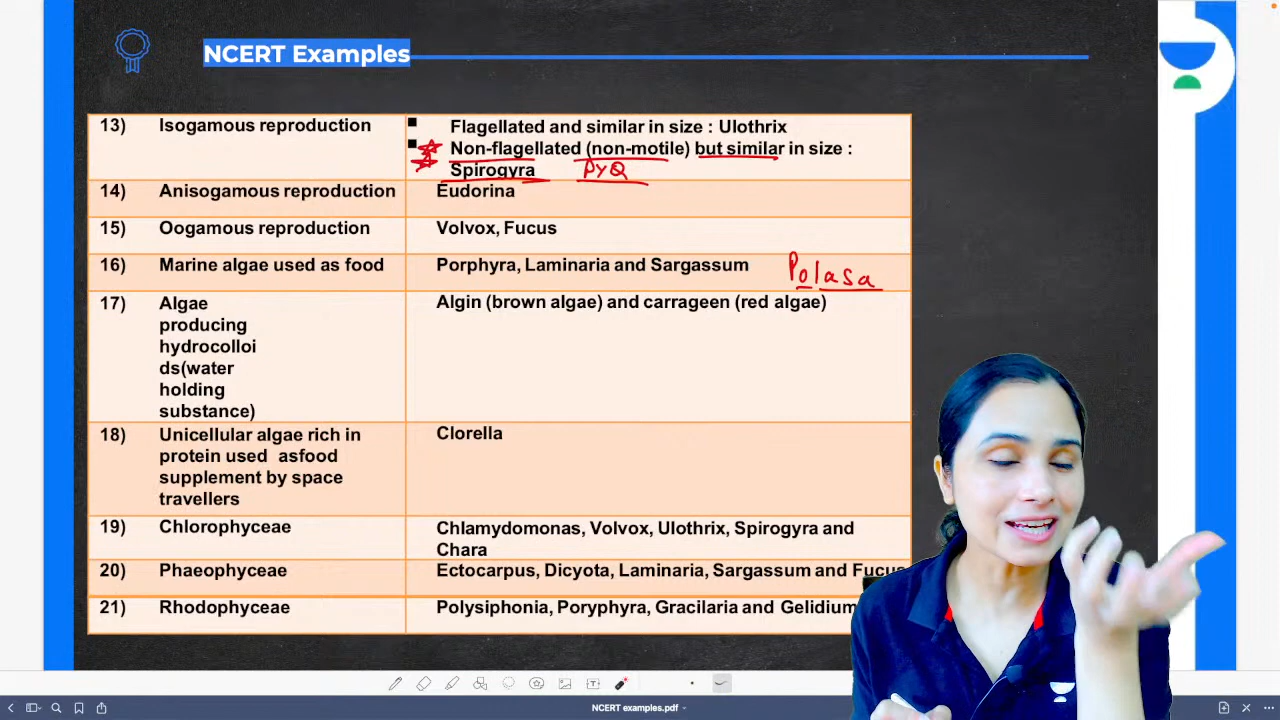 NCERT Examples
13) Isogamous reproduction
Flagellated and similar in size : Ulothrix
Non-flagellated (non-motile) but similar in size :
Spirogyra PYQ
14) Anisogamous reproduction Eudorina
15) Oogamous reproduction Volvox, Fucus
16) Marine algae used as food Porphyra, Laminaria and Sargassum Polasa
17) Algae
producing
hydrocolloi
ds(water
holding
substance)
Algin (brown algae) and carrageen (red algae)
18) Unicellular algae rich in
protein used asfood
supplement by space
travellers
Clorella
19) Chlorophyceae
Chlamydomonas, Volvox, Ulothrix, Spirogyra and
Chara
20) Phaeophyceae Ectocarpus, Dicyota, Laminaria, Sargassum and Fucus
21) Rhodophyceae Polysiphonia, Poryphyra, Gracilaria and Gelidium
NCERT examples.pdf